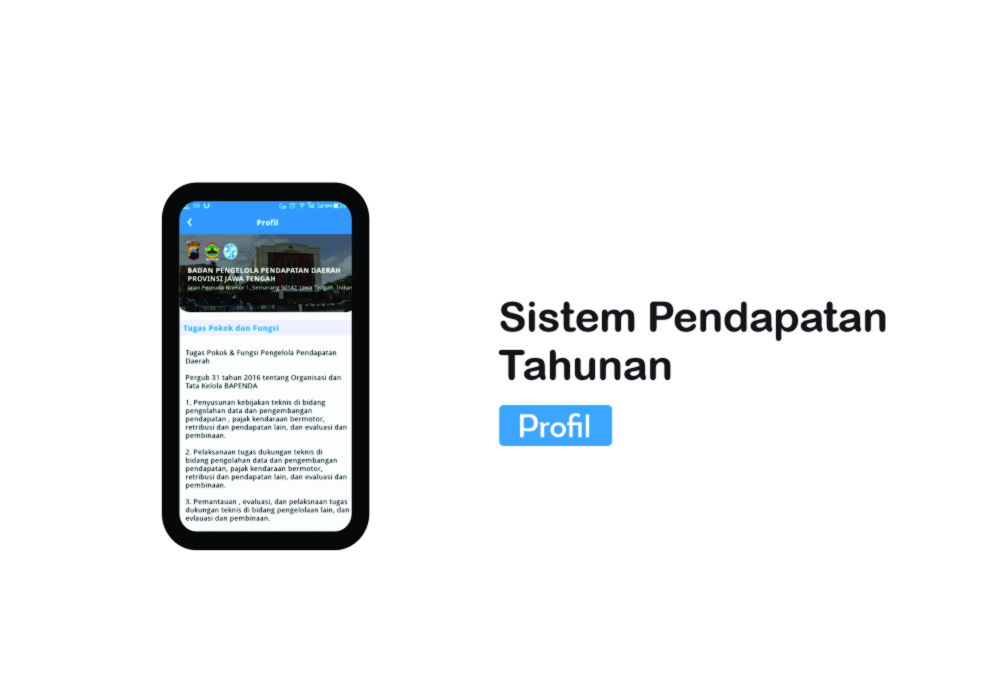 Profil
BADAN PENGELOLA PENDAPATAN DAERAH
PROVINSI JAWA TENGAH
Jalan Pemuda Nomor 1,,Semarang 50142, Jawa Tengah, Indon
Tugas Pokok dan Fungsi
Tugas Pokok & Fungsi Pengelola Pendapatan
Daerah
Pergub 31 tahun 2016 tentang Organisasi dan
Tata Kelola BAPENDA
1. Penyusunan kebijakan teknis di bidang
pengolahan data dan pengembangan
pendapatan , pajak kendaraan bermotor,
retribusi dan pendapatan lain, dan evaluasi dan
pembinaan.
2. Pelaksanaan tugas dukungan teknis di
bidang pengolahan data dan pengembangan
pendapatan, pajak kendaraan bermotor,
retribusi dan pendapatan lain, dan evaluasi dan
pembinaan.
3. Pemantauan , evaluasi, dan pelaksnaan tugas
dukungan teknis di bidang pengelolaan lain, dan
evlauasi dan pembinaan.
Sistem Pendapatan
Tahunan
Profil